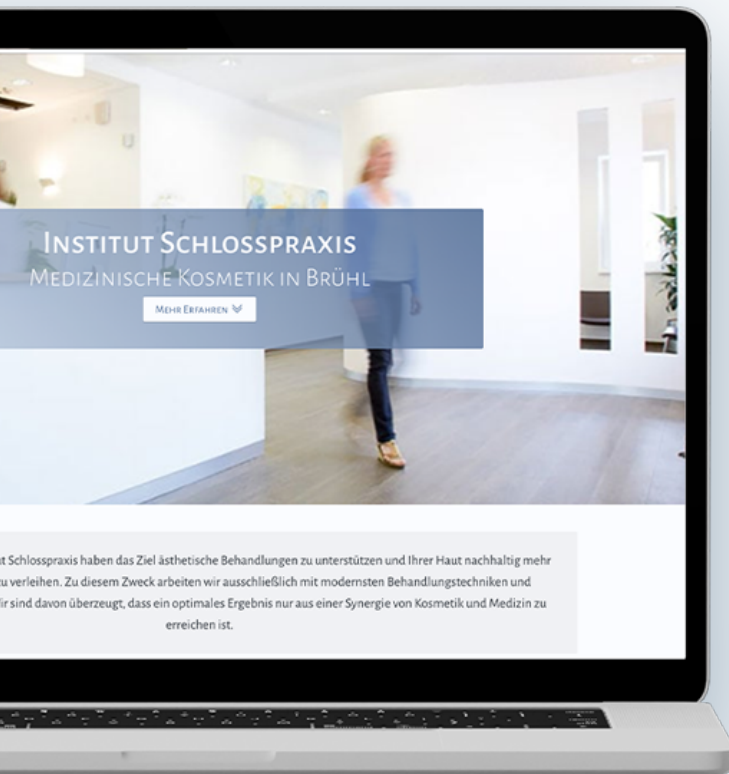 Institut Schlosspraxis
Medizinische Kosmetik in Brühl
Mehr Erfahren
Schlosspraxis haben das Ziel ästhetische Behandlungen zu unterstützen und Ihrer Haut nachhaltig mehr
zu verleihen. Zu diesem Zweck arbeiten wir ausschließlich mit modernsten Behandlungstechniken und
sind davon überzeugt, dass ein optimales Ergebnis nur aus einer Synergie von Kosmetik und Medizin zu
erreichen ist.